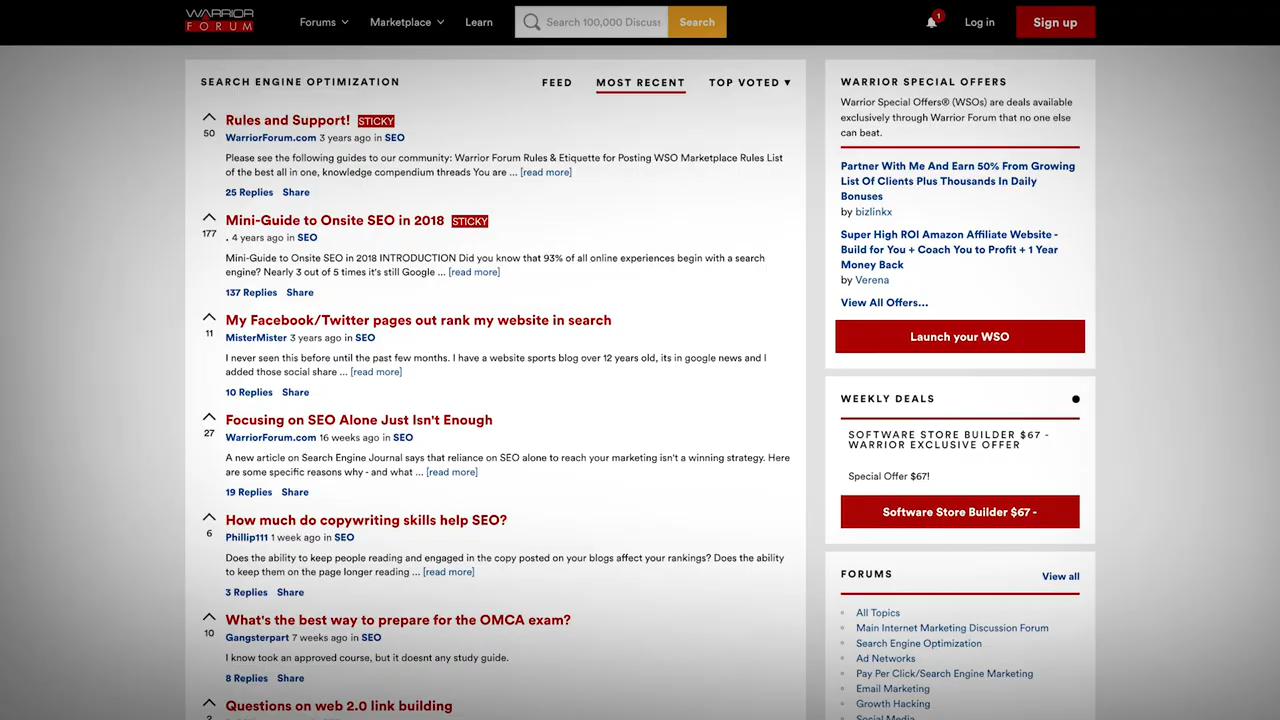 WARRIOR
FORUM
Forums
Marketplace
Learn
Search 100,000 Discuss
Search
1
Log in
Sign up
SEARCH ENGINE OPTIMIZATION
FEED
MOST RECENT
TOP VOTED ▼
50
Rules and Support! STICKY
WarriorForum.com 3 years ago in SEO
Please see the following guides to our community: Warrior Forum Rules & Etiquette for Posting WSO Marketplace Rules List
of the best all in one, knowledge compendium threads You are ... [read more]
25 Replies Share
177
Mini-Guide to Onsite SEO in 2018 STICKY
. 4 years ago in SEO
Mini-Guide to Onsite SEO in 2018 INTRODUCTION Did you know that 93% of all online experiences begin with a search
engine? Nearly 3 out of 5 times it's still Google ... [read more]
137 Replies Share
11
My Facebook/Twitter pages out rank my website in search
MisterMister 3 years ago in SEO
I never seen this before until the past few months. I have a website sports blog over 12 years old, its in google news and I
added those social share ... [read more]
10 Replies Share
27
Focusing on SEO Alone Just Isn't Enough
WarriorForum.com 16 weeks ago in SEO
A new article on Search Engine Journal says that reliance on SEO alone to reach your marketing isn't a winning strategy. Here
are some specific reasons why - and what ... [read more]
19 Replies Share
6
How much do copywriting skills help SEO?
Phillip111 1 week ago in SEO
Does the ability to keep people reading and engaged in the copy posted on your blogs affect your rankings? Does the ability
to keep them on the page longer reading ... [read more]
3 Replies Share
10
What's the best way to prepare for the OMCA exam?
Gangsterpart 7 weeks ago in SEO
I know took an approved course, but it doesnt any study guide.
8 Replies Share
Questions on web 2.0 link building
WARRIOR SPECIAL OFFERS
Warrior Special Offers® (WSOs) are deals available
exclusively through Warrior Forum that no one else
can beat.
Partner With Me And Earn 50% From Growing
List Of Clients Plus Thousands In Daily
Bonuses
by bizlinkx
Super High ROI Amazon Affiliate Website -
Build for You + Coach You to Profit + 1 Year
Money Back
by Verena
View All Offers...
Launch your WSO
WEEKLY DEALS
SOFTWARE STORE BUILDER $67 -
WARRIOR EXCLUSIVE OFFER
Special Offer $67!
Software Store Builder $67 -
FORUMS
View all
All Topics
Main Internet Marketing Discussion Forum
Search Engine Optimization
Ad Networks
Pay Per Click/Search Engine Marketing
Email Marketing
Growth Hacking
Social Media